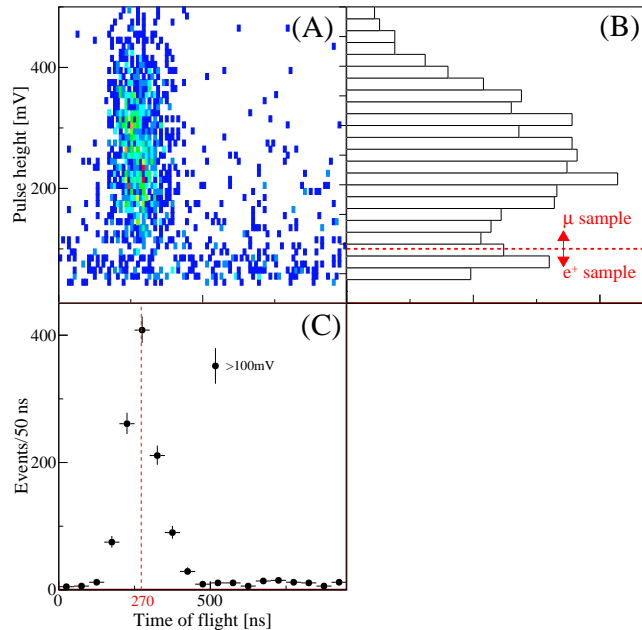 (A)
(B)
400
200
Pulse height [mV]
μ sample
e+ sample
(C)
>100mV
400
200
0
Events/50 ns
0
270
500
Time of flight [ns]